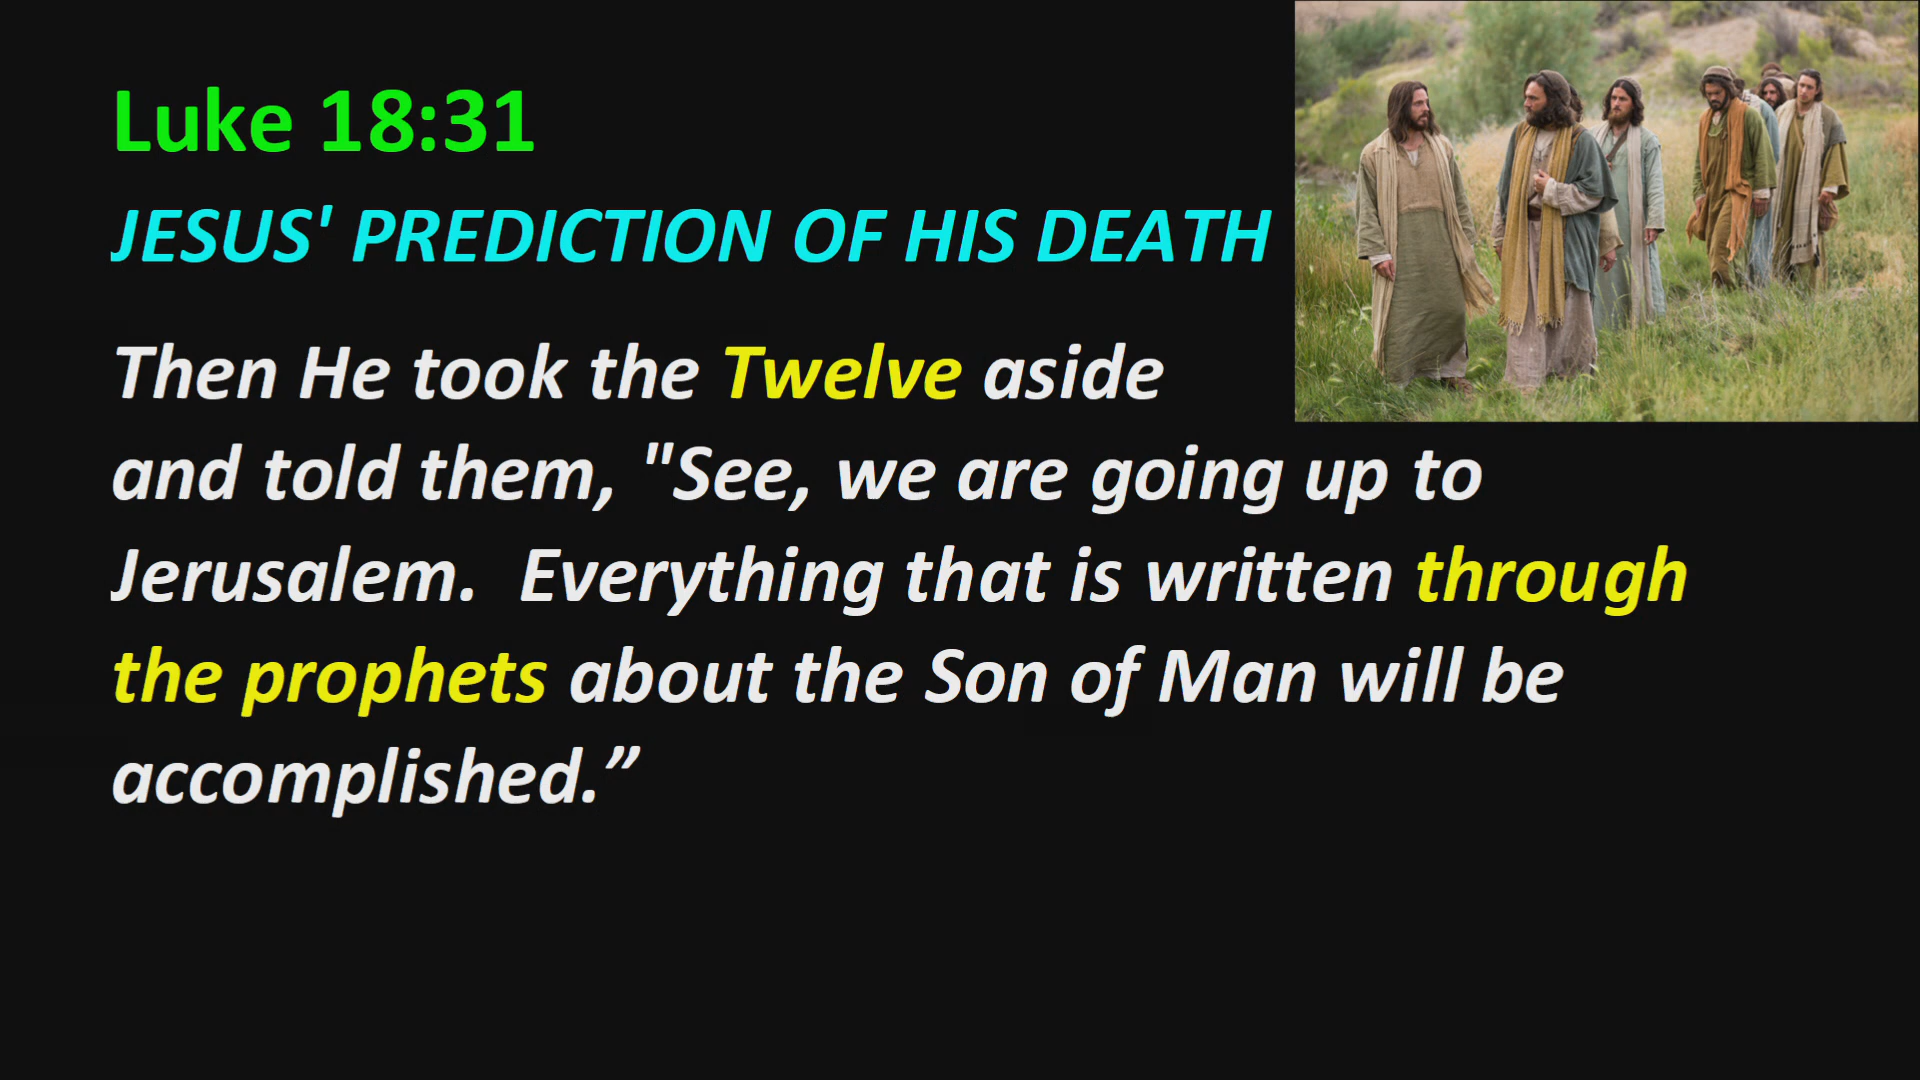 Luke 18:31
JESUS' PREDICTION OF HIS DEATH
Then He took the Twelve aside
and told them, "See, we are going up to
Jerusalem.  Everything that is written through
the prophets about the Son of Man will be
accomplished.”